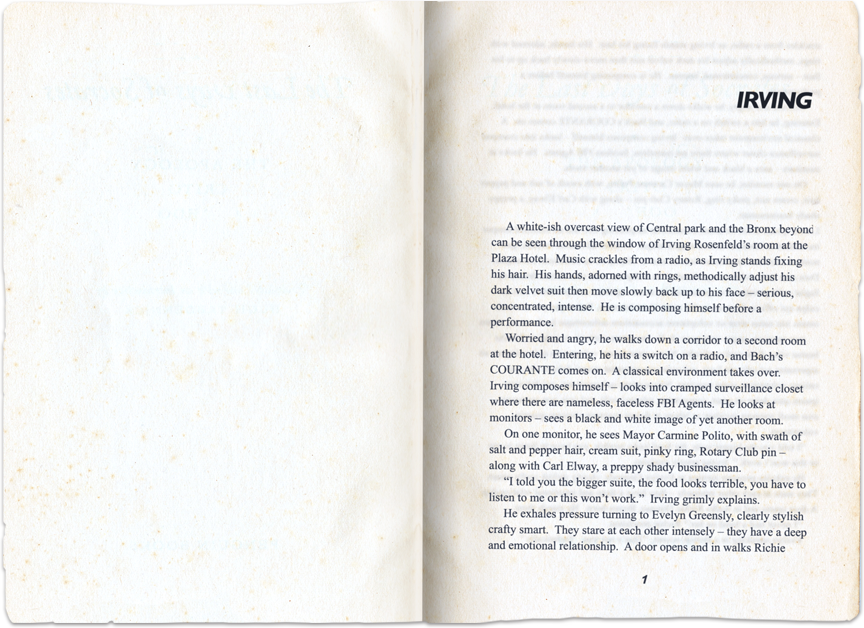 IRVING
A white-ish overcast view of Central park and the Bronx beyond
can be seen through the window of Irving Rosenfeld's room at the
Plaza Hotel. Music crackles from a radio, as Irving stands fixing
his hair. His hands, adorned with rings, methodically adjust his
dark velvet suit then move slowly back up to his face – serious,
concentrated, intense. He is composing himself before a
performance.
Worried and angry, he walks down a corridor to a second room
at the hotel. Entering, he hits a switch on a radio, and Bach's
COURANTE comes on. A classical environment takes over.
Irving composes himself – looks into cramped surveillance closet
where there are nameless, faceless FBI Agents. He looks at
monitors – sees a black and white image of yet another room.
On one monitor, he sees Mayor Carmine Polito, with swath of
salt and pepper hair, cream suit, pinky ring, Rotary Club pin –
along with Carl Elway, a preppy shady businessman.
“I told you the bigger suite, the food looks terrible, you have to
listen to me or this won't work.” Irving grimly explains.
He exhales pressure turning to Evelyn Greensly, clearly stylish
crafty smart. They stare at each other intensely – they have a deep
and emotional relationship. A door opens and in walks Richie
1